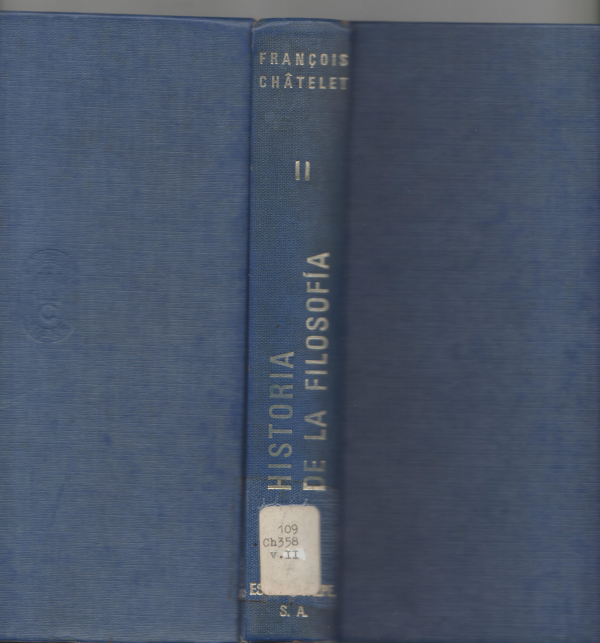 FRANÇOIS
CHÂTELET
II
HISTORIA
DE LA FILOSOFÍA
109
Ch358
v.II
S. A.